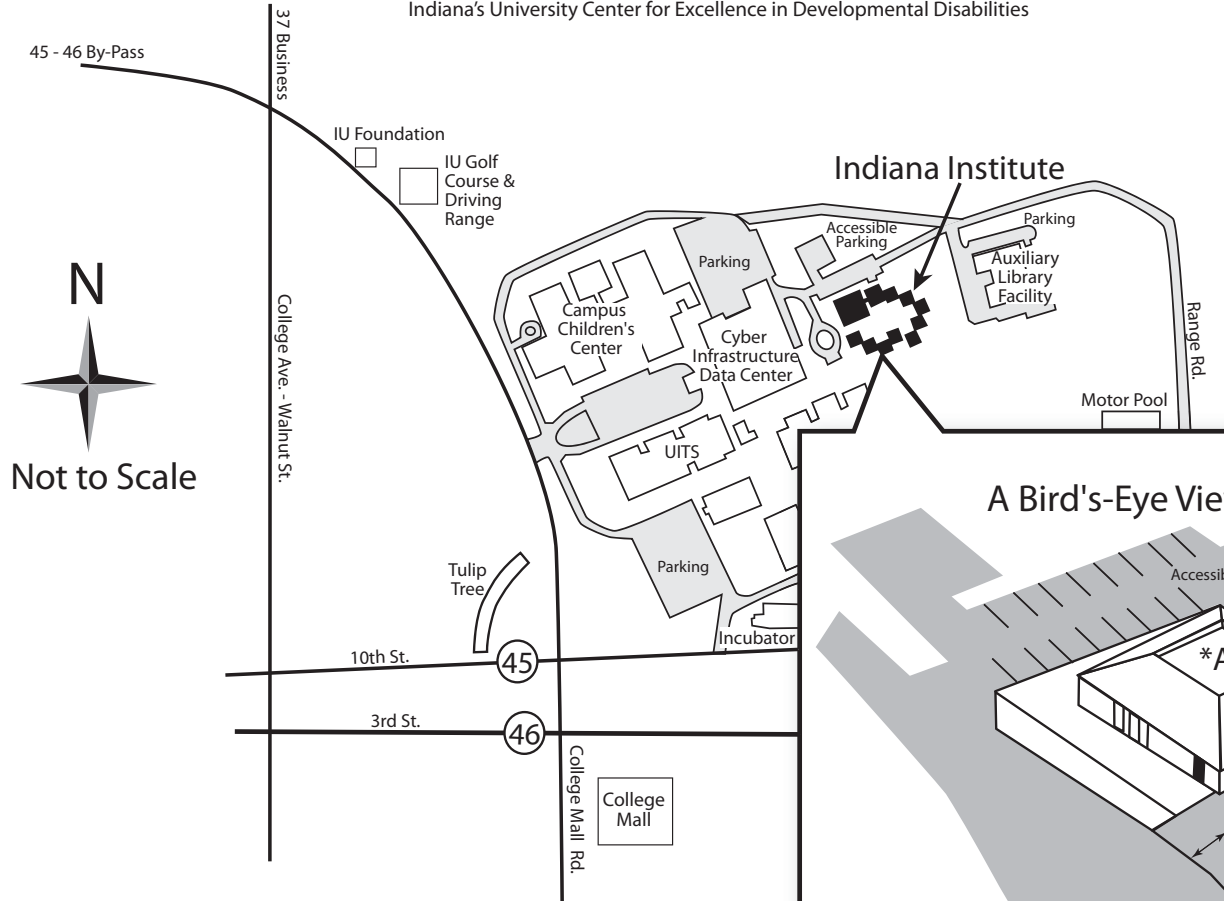 Indiana's University Center for Excellence in Developmental Disabilities
37 Business
45 - 46 By-Pass
IU Foundation
IU Golf
Course &
Driving
Range
Indiana Institute
Parking
Accessible
Parking
Parking
Auxiliary
Library
Facility
N
Not to Scale
College Ave. - Walnut St.
Campus
Children's
Center
Cyber
Infrastructure
Data Center
Range Rd.
Motor Pool
UITS
A Bird's-Eye Vie
Tulip
Tree
Parking
Accessib
Incubator
10th St.
45
*A
3rd St.
46
College Mall Rd.
College
Mall